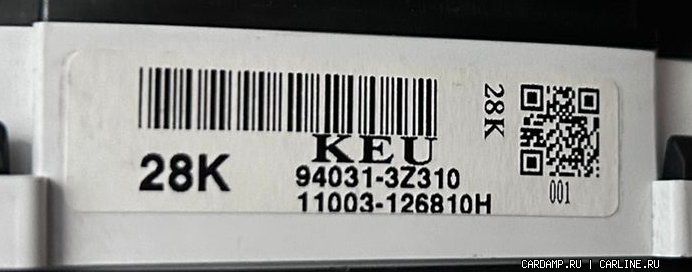 KEU
28K
94031-3Z310
11003-126810H
28K
001
CARDAMP.RU | CARLINE.RU